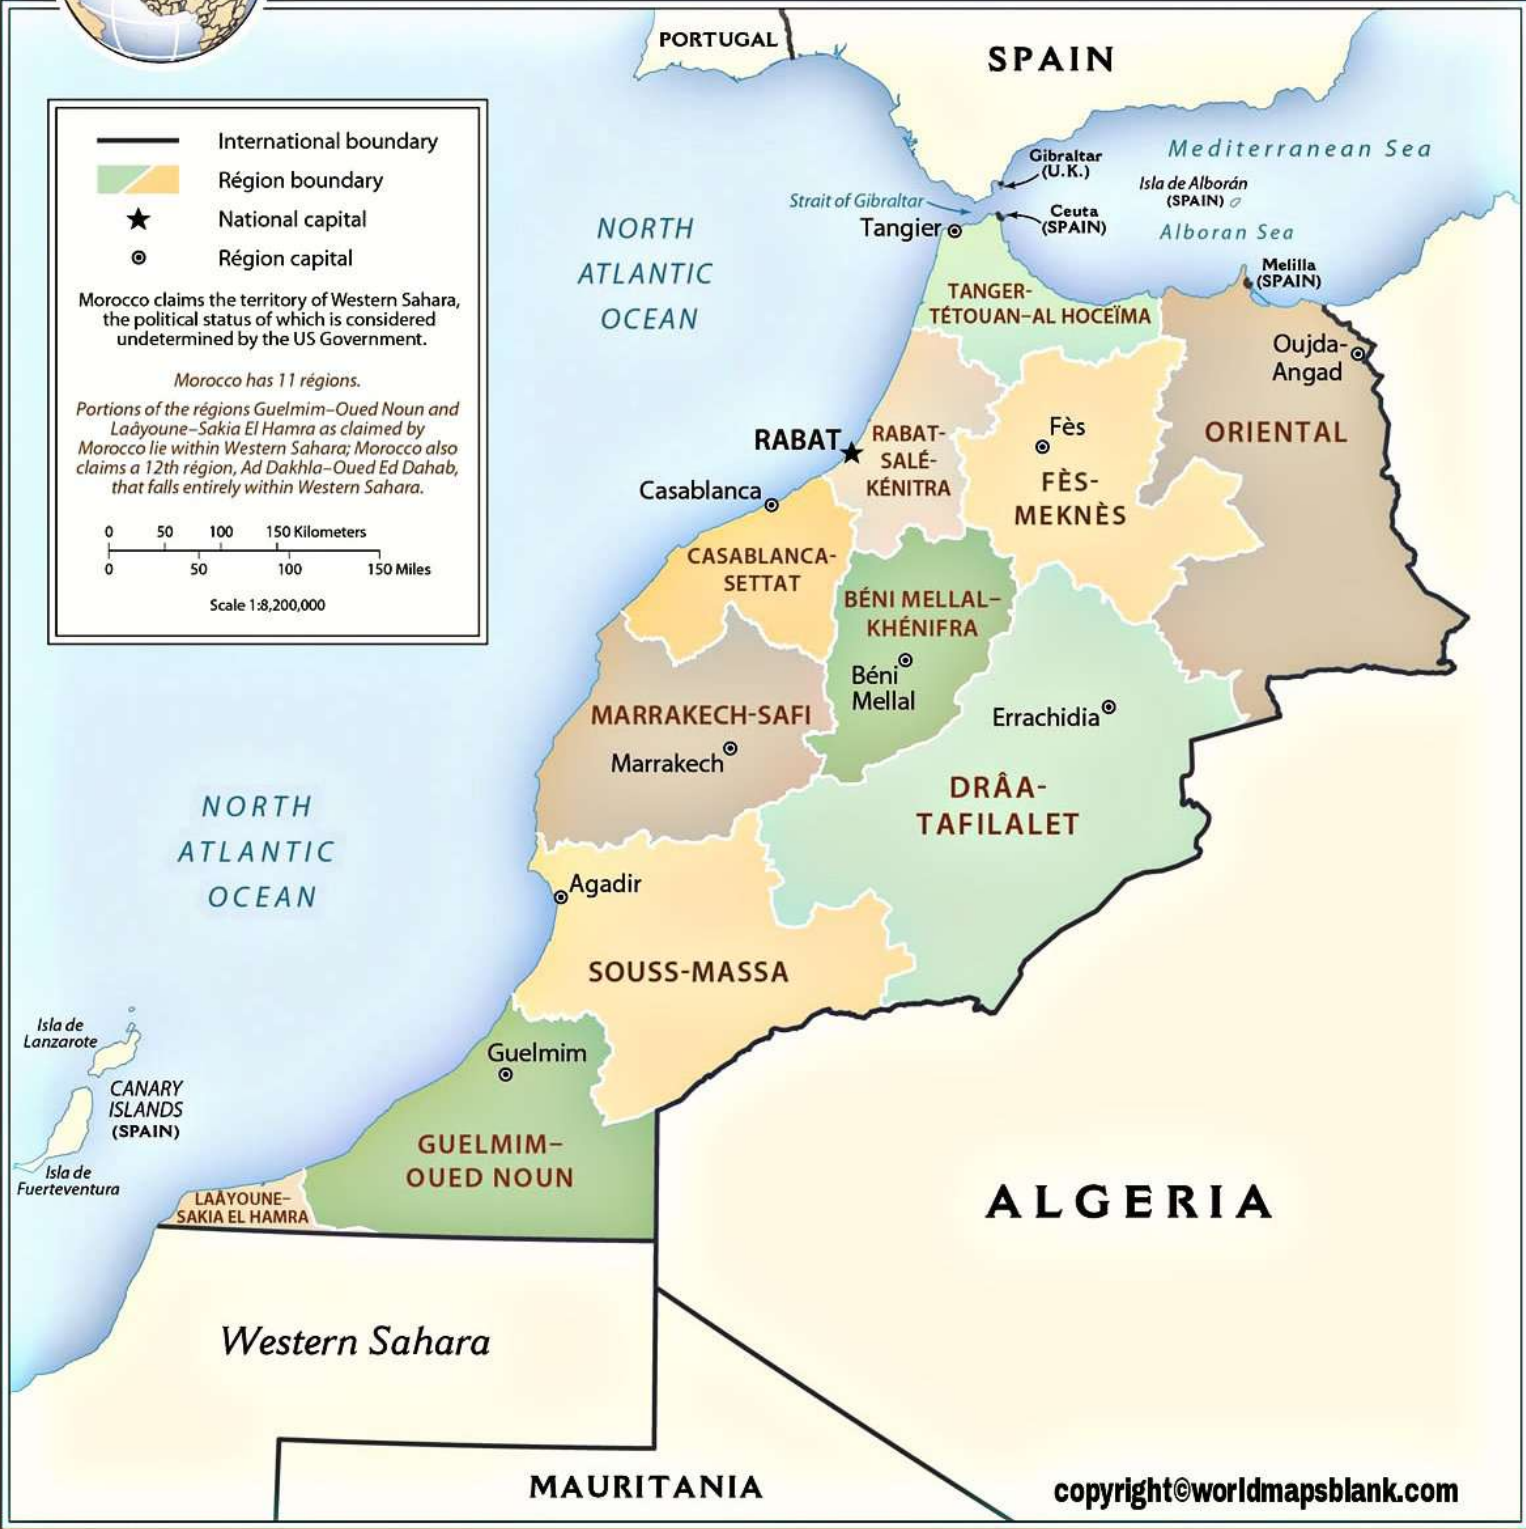 PORTUGAL
SPAIN
International boundary
Région boundary
National capital
Région capital
Morocco claims the territory of Western Sahara,
the political status of which is considered
undetermined by the US Government.
Morocco has 11 régions.
Portions of the régions Guelmim–Oued Noun and
Laâyoune–Sakia El Hamra as claimed by
Morocco lie within Western Sahara; Morocco also
claims a 12th région, Ad Dakhla–Oued Ed Dahab,
that falls entirely within Western Sahara.
0 50 100 150 Kilometers
0 50 100 150 Miles
Scale 1:8,200,000
Mediterranean Sea
Gibraltar
(U.K.)
Isla de Alborán
(SPAIN)
Strait of Gibraltar
Ceuta
(SPAIN)
Alboran Sea
Tangier
NORTH
ATLANTIC
OCEAN
Melilla
(SPAIN)
TANGER-
TÉTOUAN–AL HOCEÏMA
Oujda-
Angad
RABAT
RABAT-
SALÉ-
KÉNITRA
Fès
FÈS-
MEKNÈS
ORIENTAL
Casablanca
CASABLANCA-
SETTAT
BÉNI MELLAL–
KHÉNIFRA
Béni
Mellal
MARRAKECH-SAFI
Marrakech
Errachidia
DRÂA-
TAFILALET
NORTH
ATLANTIC
OCEAN
Agadir
SOUSS-MASSA
Isla de
Lanzarote
CANARY
ISLANDS
(SPAIN)
Isla de
Fuerteventura
Guelmim
GUELMIM–
OUED NOUN
LAÂYOUNE–
SAKIA EL HAMRA
ALGERIA
Western Sahara
MAURITANIA
copyright©worldmapsblank.com